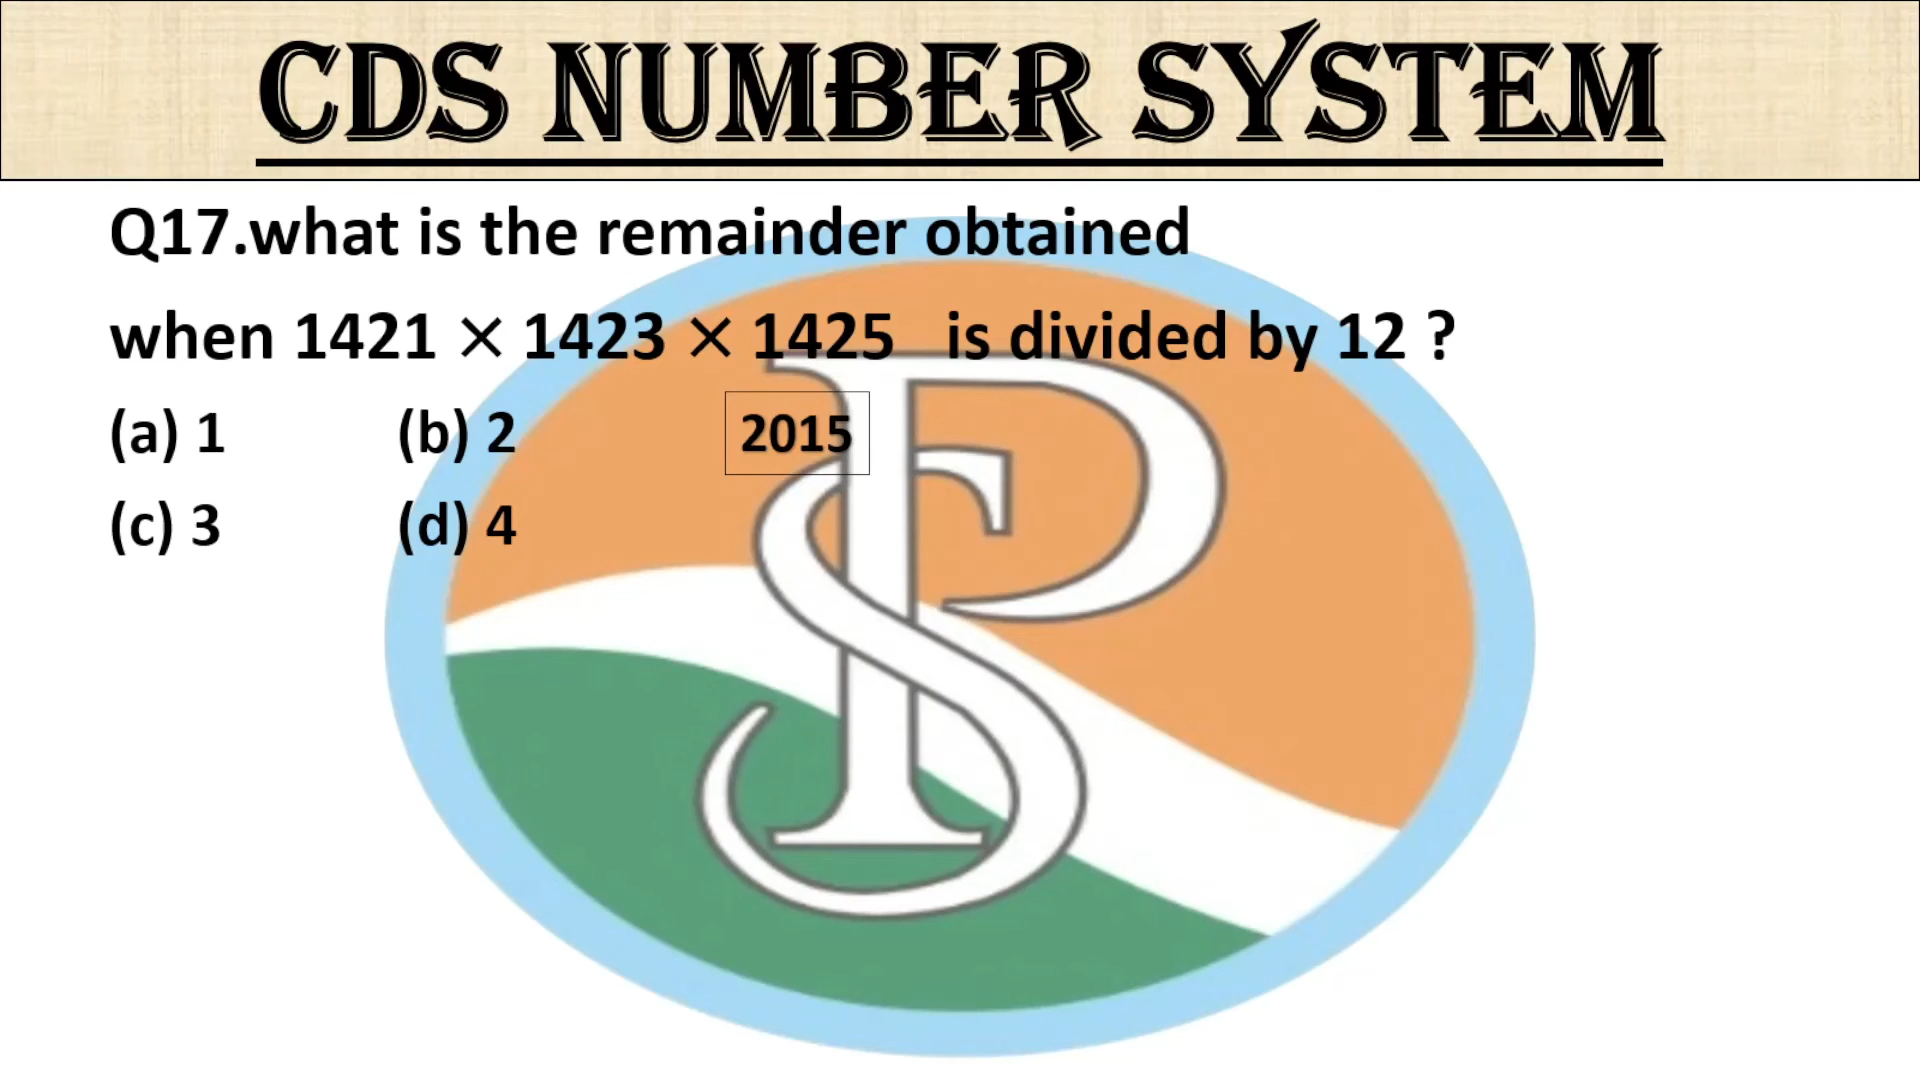 CDS NUMBER SYSTEM
Q17.what is the remainder obtained
when 1421 × 1423 × 1425 is divided by 12 ?
(a) 1 (b) 2 2015
(c) 3 (d) 4